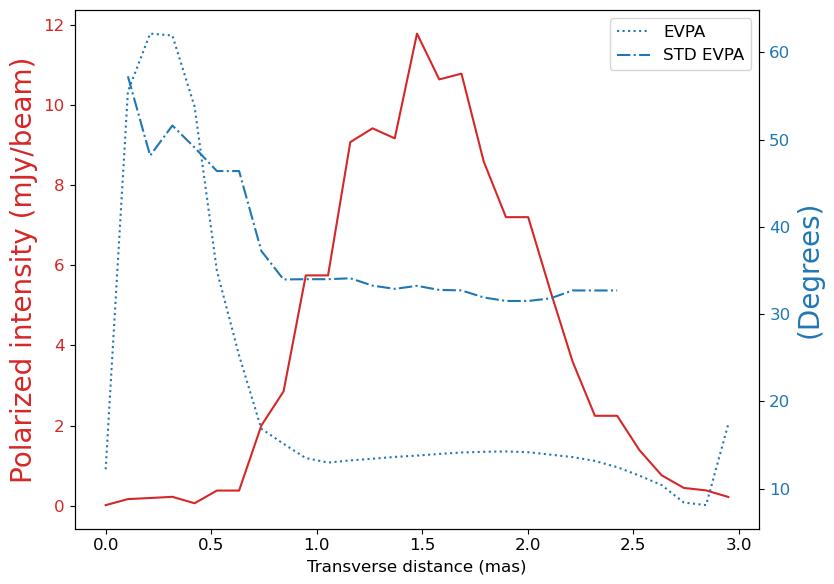 EVPA
STD EVPA
Polarized intensity (mJy/beam)
12
10
8
6
4
2
0
60
50
40
30
20
10
(Degrees)
0.0 0.5 1.0 1.5 2.0 2.5 3.0
Transverse distance (mas)